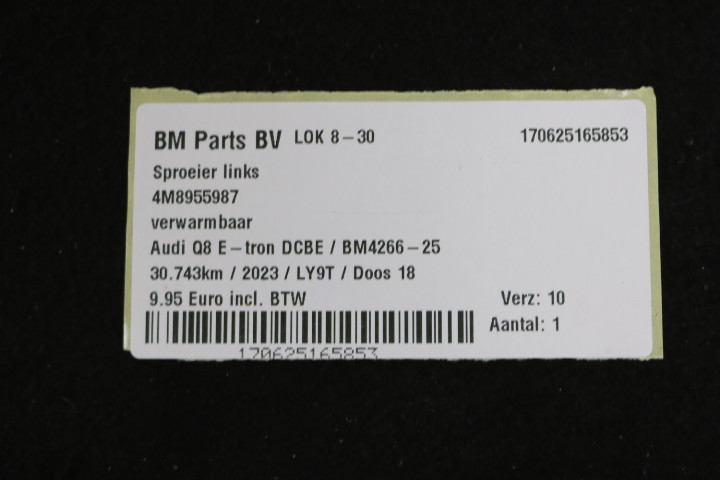 BM Parts BV LOK 8-30 170625165853
Sproeier links
4M8955987
verwarmbaar
Audi Q8 E-tron DCBE / BM4266-25
30.743km / 2023 / LY9T / Doos 18
9.95 Euro incl. BTW Verz: 10
Aantal: 1
170625165853